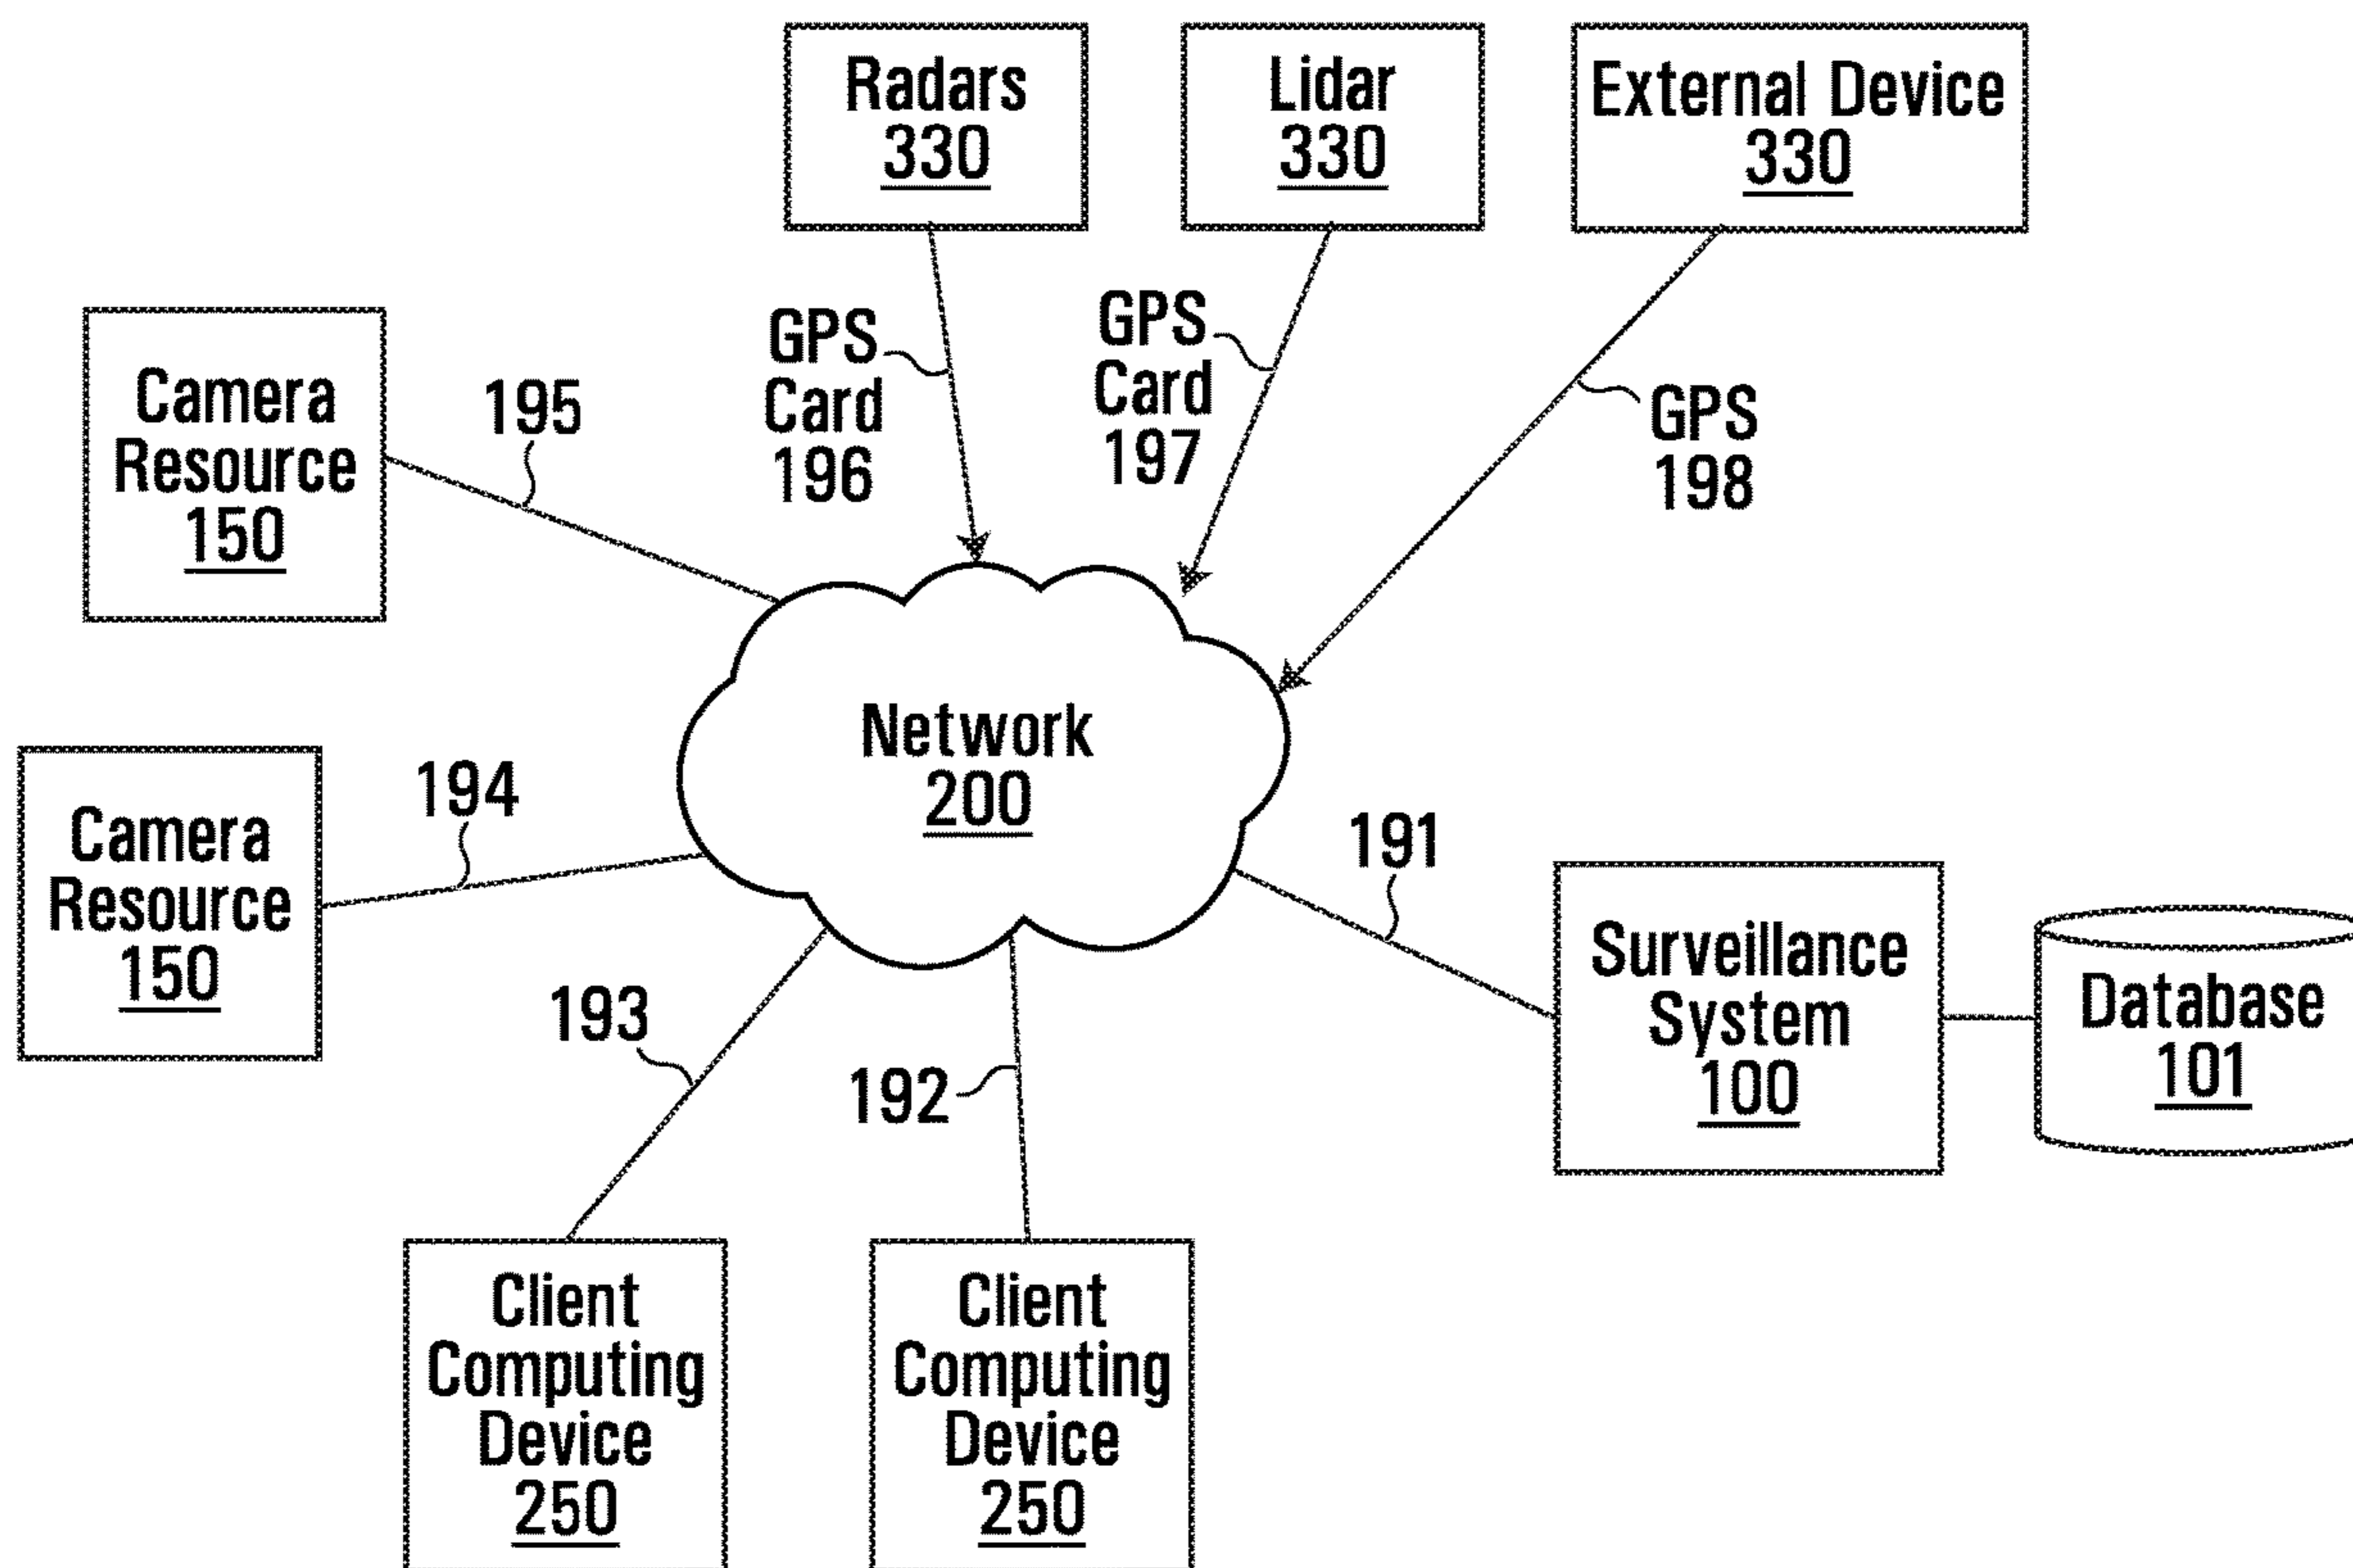 Radars
330
Lidar
330
External Device
330
GPS
Card
196
GPS
Card
197
GPS
198
Camera
Resource
150
195
Network
200
Camera
Resource
150
194
191
Surveillance
System
100
Database
101
193
192
Client
Computing
Device
250
Client
Computing
Device
250